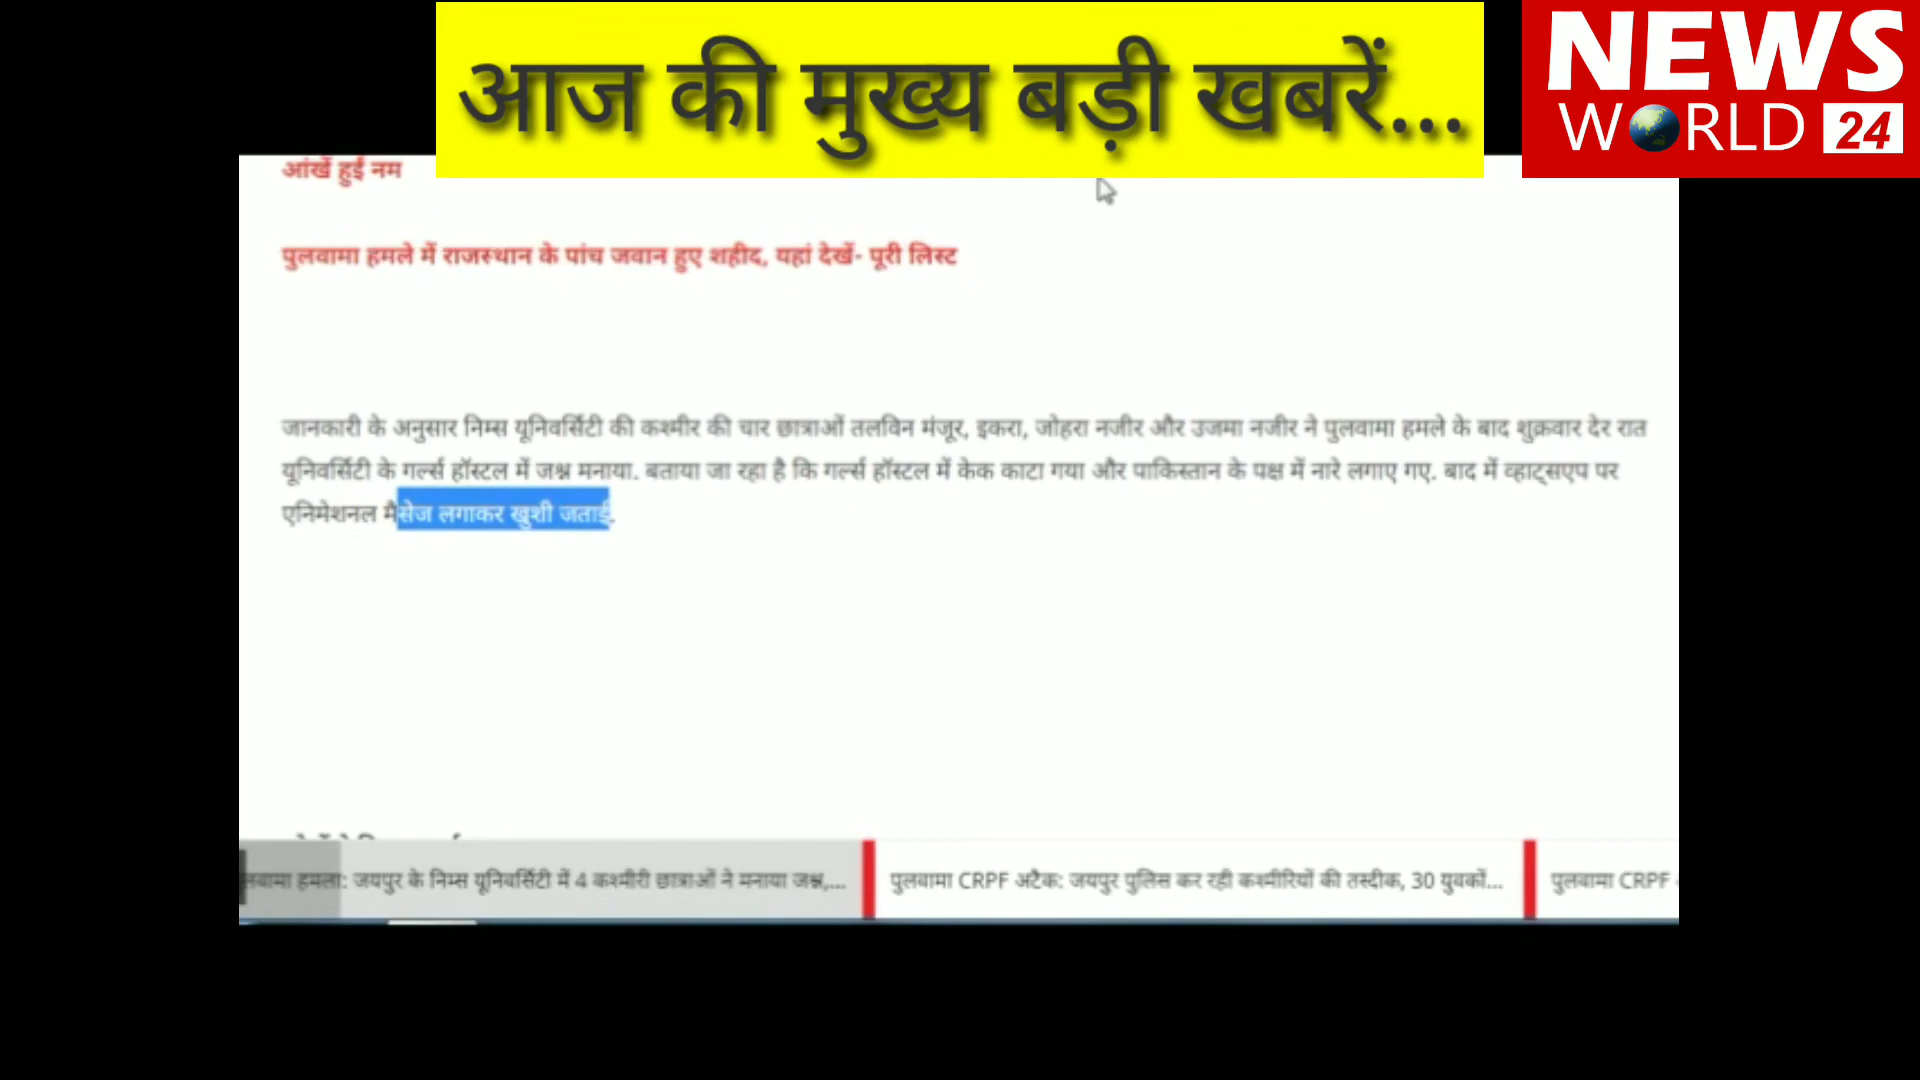 आज की मुख्य बड़ी खबरें...
NEWS
WORLD 24
आंखें हुईं नम
पुलवामा हमले में राजस्थान के पांच जवान हुए शहीद, यहां देखें- पूरी लिस्ट
जानकारी के अनुसार निम्स यूनिवर्सिटी की कश्मीर की चार छात्राओं तलविन मंजूर, इकरा, जोहरा नजीर और उजमा नजीर ने पुलवामा हमले के बाद शुक्रवार देर रात
यूनिवर्सिटी के गर्ल्स हॉस्टल में जश्न मनाया. बताया जा रहा है कि गर्ल्स हॉस्टल में केक काटा गया और पाकिस्तान के पक्ष में नारे लगाए गए. बाद में व्हाट्सएप पर
एनिमेशनल मैसेज लगाकर खुशी जताई.
लवामा हमला: जयपुर के निम्स यूनिवर्सिटी में 4 कश्मीरी छात्राओं ने मनाया जश्न,...
पुलवामा CRPF अटैक: जयपुर पुलिस कर रही कश्मीरियों की तस्दीक, 30 युवकों...
पुलवामा CRPF